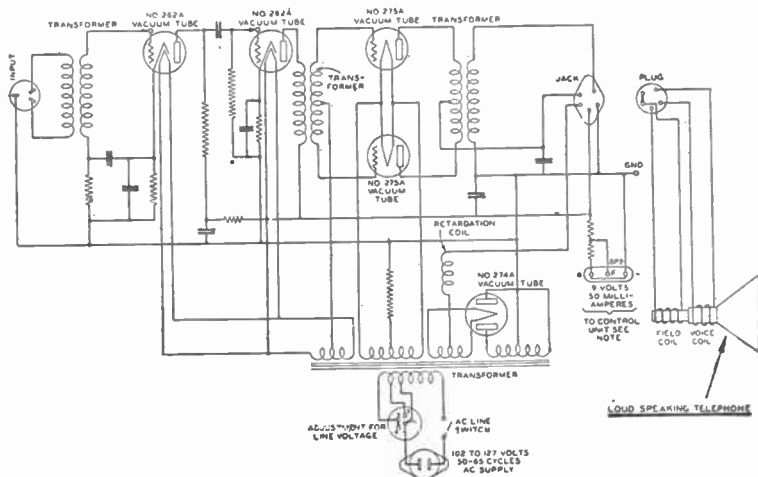 NO. 262A
VACUUM TUBE
TRANSFORMER
INPUT
NO. 262A
VACUUM TUBE
TRANS-
FORMER
NO. 275A
VACUUM TUBE
TRANSFORMER
NO 275A
VACUUM
TUBE
JACK
PLUG
GND
RETARDATION
COIL
NO. 274A
VACUUM TUBE
9 VOLTS
50 MILLI-
AMPERES
TO CONTROL
UNIT SEE
NOTE
FIELD
COIL
VOICE
COIL
LOUD SPEAKING TELEPHONE
TRANSFORMER
ADJUSTMENT FOR
LINE VOLTAGE
AC LINE
SWITCH
102 TO 127 VOLTS
50-65 CYCLES
AC SUPPLY